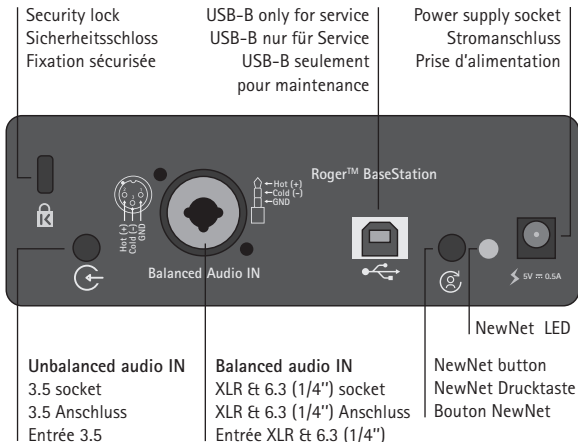 Security lock
Sicherheitsschloss
Fixation sécurisée
USB-B only for service
USB-B nur für Service
USB-B seulement
pour maintenance
Power supply socket
Stromanschluss
Prise d'alimentation
Hot (+)
Cold (-)
GND
Hot (+)
Cold (-)
GND
Roger™ BaseStation
K
Balanced Audio IN
5V ⎓ 0.5A
NewNet LED
Unbalanced audio IN
3.5 socket
3.5 Anschluss
Entrée 3.5
Balanced audio IN
XLR & 6.3 (1/4'') socket
XLR & 6.3 (1/4'') Anschluss
Entrée XLR & 6.3 (1/4'')
NewNet button
NewNet Drucktaste
Bouton NewNet